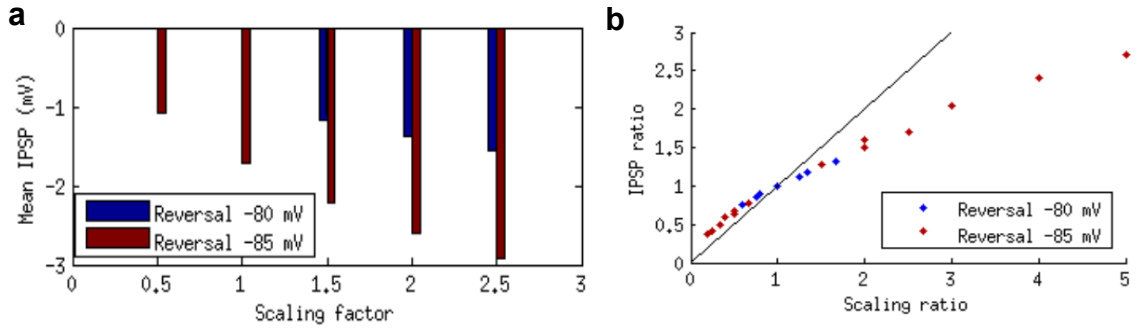 a
0
-1
-2
-3
Mean IPSP (mV)
Reversal -80 mV
Reversal -85 mV
0 0.5 1 1.5 2 2.5 3
Scaling factor
b
3
2.5
2
1.5
1
0.5
0
IPSP ratio
Reversal -80 mV
Reversal -85 mV
0 1 2 3 4 5
Scaling ratio